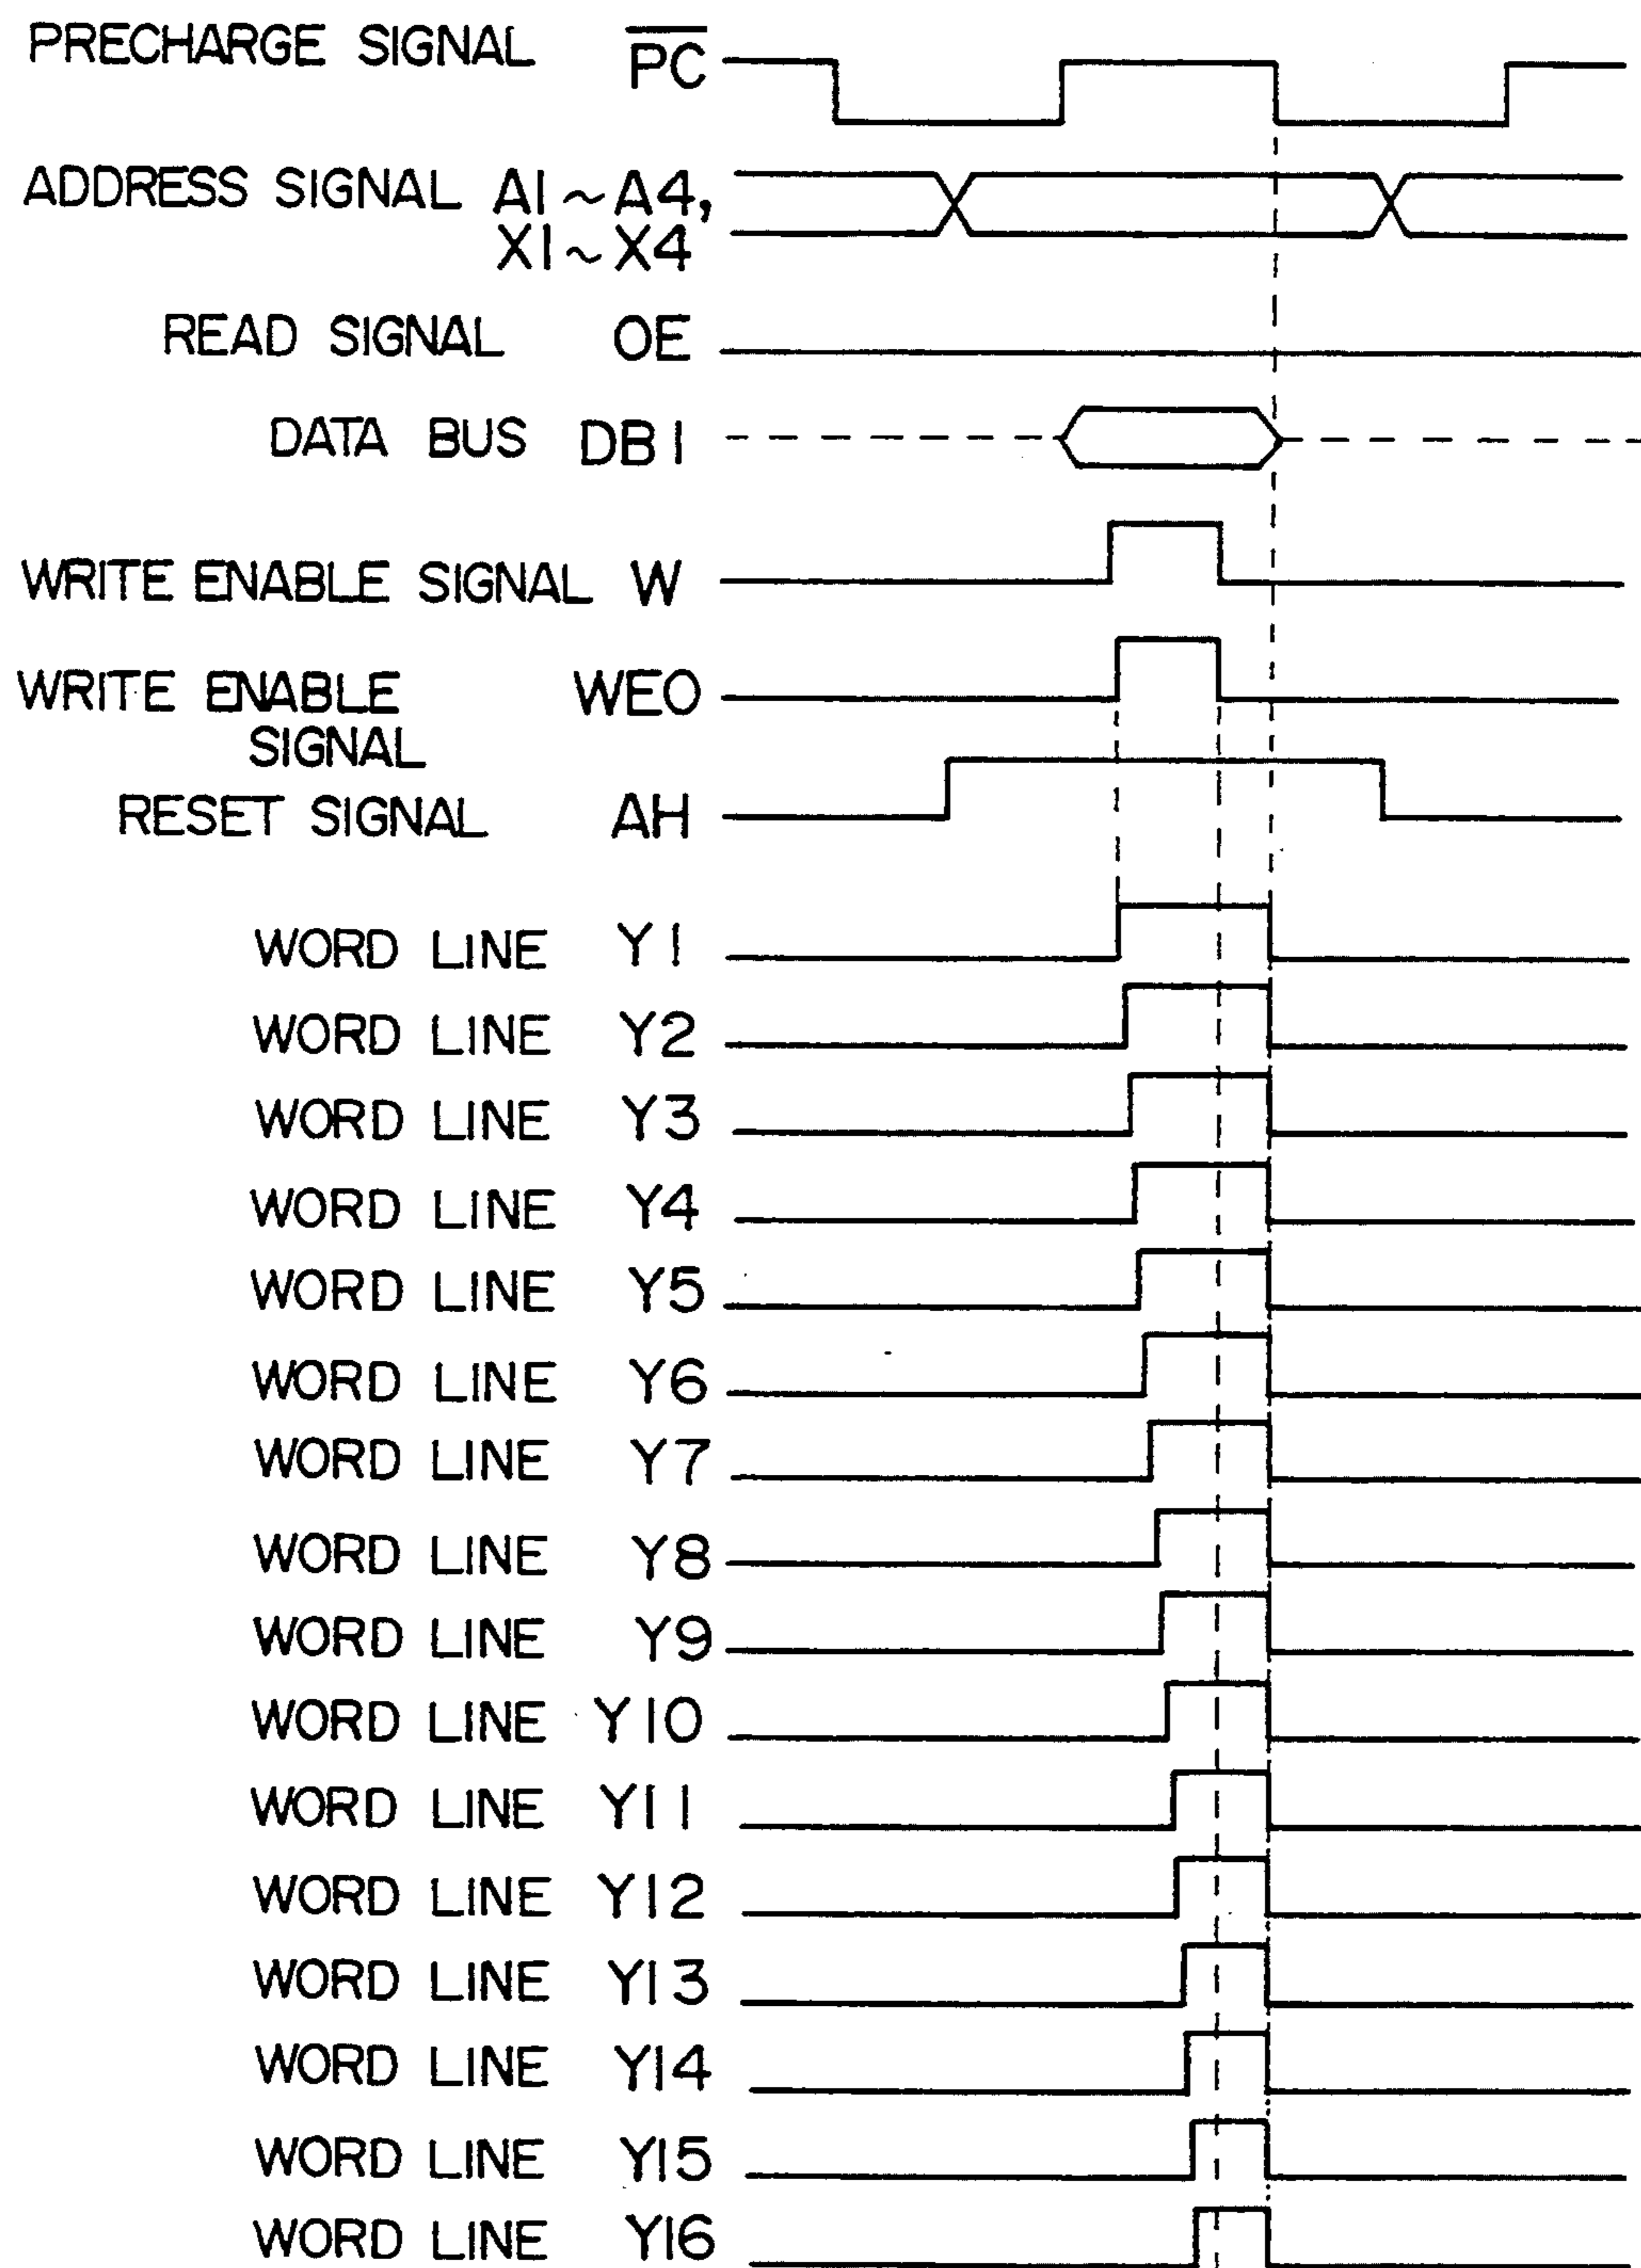 PRECHARGE SIGNAL PC
ADDRESS SIGNAL A1~A4,
X1~X4
READ SIGNAL OE
DATA BUS DB1
WRITE ENABLE SIGNAL W
WRITE ENABLE WEO
SIGNAL
RESET SIGNAL AH
WORD LINE Y1
WORD LINE Y2
WORD LINE Y3
WORD LINE Y4
WORD LINE Y5
WORD LINE Y6
WORD LINE Y7
WORD LINE Y8
WORD LINE Y9
WORD LINE Y10
WORD LINE Y11
WORD LINE Y12
WORD LINE Y13
WORD LINE Y14
WORD LINE Y15
WORD LINE Y16